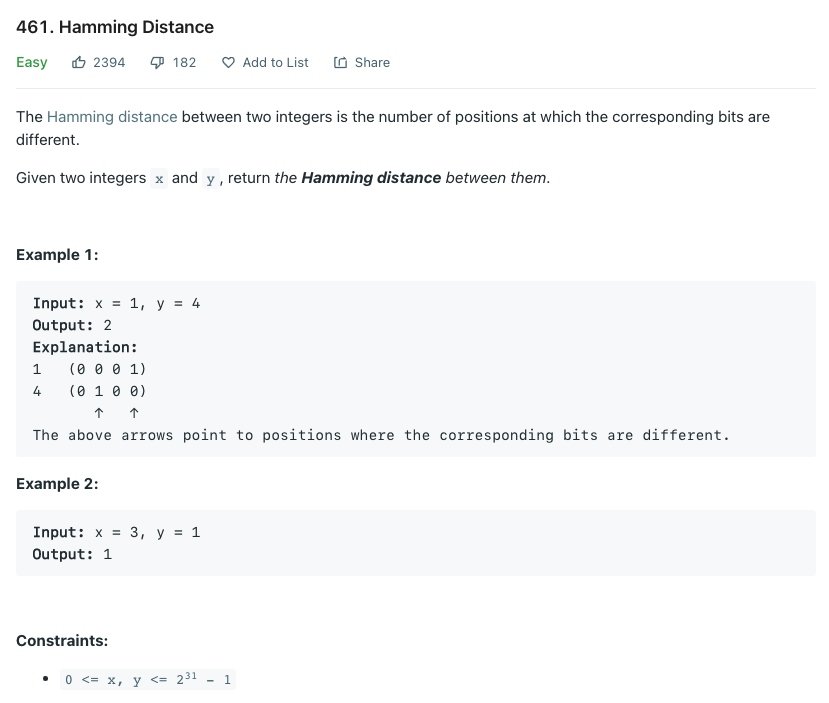 461. Hamming Distance
Easy 2394 182 Add to List Share
The Hamming distance between two integers is the number of positions at which the corresponding bits are
different.
Given two integers x and y, return the Hamming distance between them.
Example 1:
Input: x = 1, y = 4
Output: 2
Explanation:
1   (0 0 0 1)
4   (0 1 0 0)
       ↑   ↑
The above arrows point to positions where the corresponding bits are different.
Example 2:
Input: x = 3, y = 1
Output: 1
Constraints:
• 0 <= x, y <= 2³¹ - 1